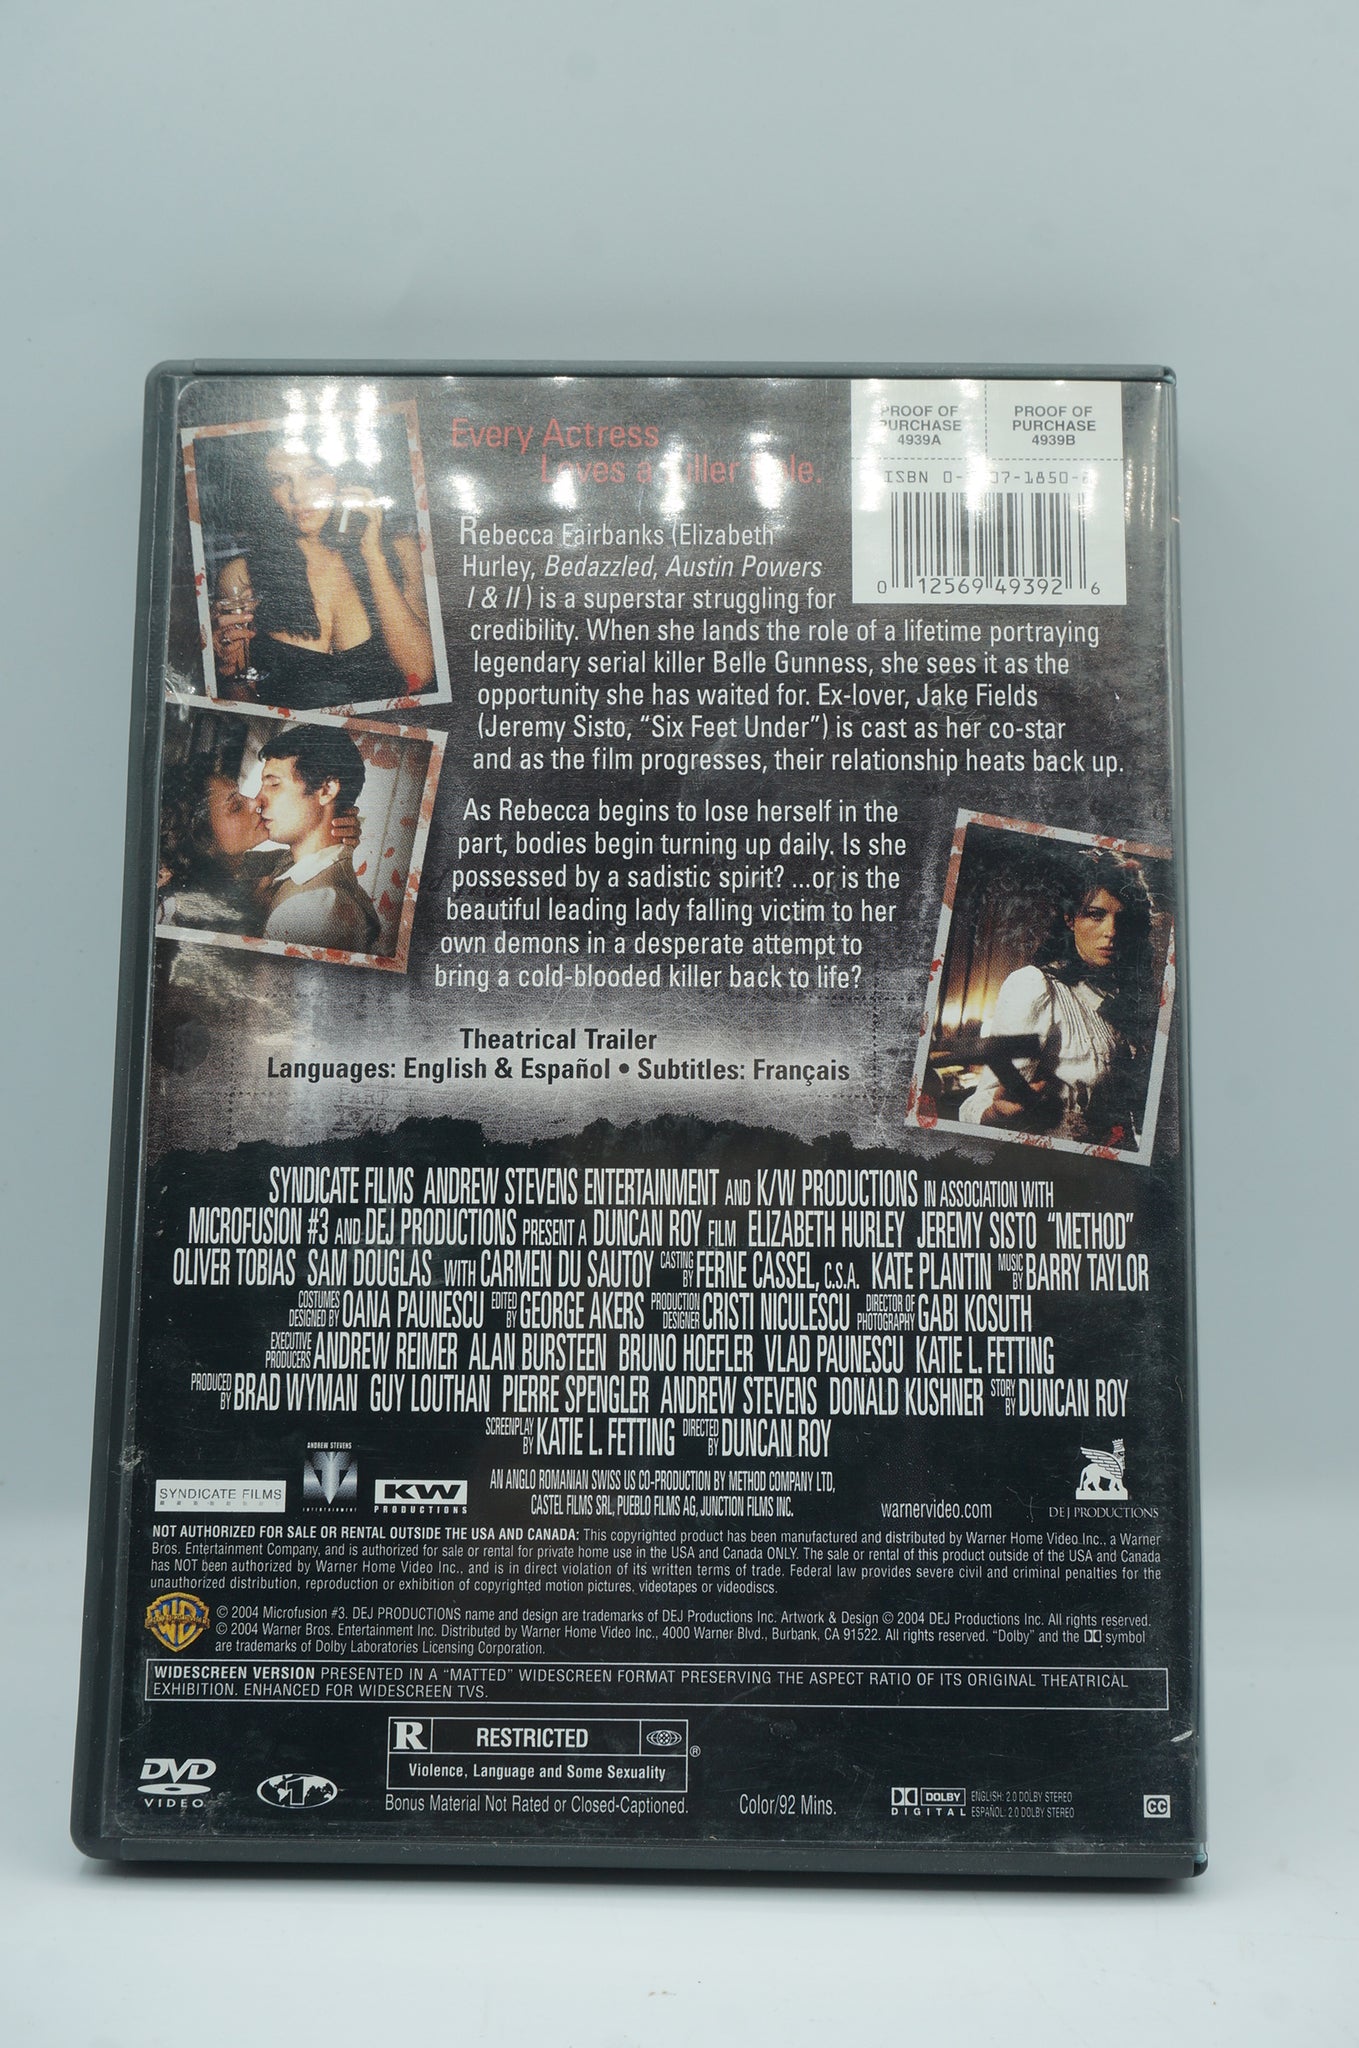 Every Actress
Loves a Killer Role.
PROOF OF
PURCHASE
4939A
PROOF OF
PURCHASE
4939B
ISBN 0- 07-1850-
0 12569 49392 6
Rebecca Fairbanks (Elizabeth
Hurley, Bedazzled, Austin Powers
I & II) is a superstar struggling for
credibility. When she lands the role of a lifetime portraying
legendary serial killer Belle Gunness, she sees it as the
opportunity she has waited for. Ex-lover, Jake Fields
(Jeremy Sisto, “Six Feet Under”) is cast as her co-star
and as the film progresses, their relationship heats back up.
As Rebecca begins to lose herself in the
part, bodies begin turning up daily. Is she
possessed by a sadistic spirit? ...or is the
beautiful leading lady falling victim to her
own demons in a desperate attempt to
bring a cold-blooded killer back to life?
Theatrical Trailer
Languages: English & Español • Subtitles: Français
SYNDICATE FILMS ANDREW STEVENS ENTERTAINMENT AND K/W PRODUCTIONS IN ASSOCIATION WITH
MICROFUSION #3 AND DEJ PRODUCTIONS PRESENT A DUNCAN ROY FILM ELIZABETH HURLEY JEREMY SISTO “METHOD”
OLIVER TOBIAS SAM DOUGLAS WITH CARMEN DU SAUTOY CASTING BY FERNE CASSEL, C.S.A. KATE PLANTIN MUSIC BY BARRY TAYLOR
COSTUMES DESIGNED BY OANA PAUNESCU EDITED BY GEORGE AKERS PRODUCTION DESIGNER CRISTI NICULESCU DIRECTOR OF PHOTOGRAPHY GABI KOSUTH
EXECUTIVE PRODUCERS ANDREW REIMER ALAN BURSTEEN BRUNO HOEFLER VLAD PAUNESCU KATIE L. FETTING
PRODUCED BY BRAD WYMAN GUY LOUTHAN PIERRE SPENGLER ANDREW STEVENS DONALD KUSHNER STORY BY DUNCAN ROY
SCREENPLAY BY KATIE L. FETTING DIRECTED BY DUNCAN ROY
SYNDICATE FILMS
ANDREW STEVENS
entertainment
KW
PRODUCTIONS
AN ANGLO ROMANIAN SWISS US CO-PRODUCTION BY METHOD COMPANY LTD,
CASTEL FILMS SRL, PUEBLO FILMS AG, JUNCTION FILMS INC.
warnervideo.com
DEJ PRODUCTIONS
NOT AUTHORIZED FOR SALE OR RENTAL OUTSIDE THE USA AND CANADA: This copyrighted product has been manufactured and distributed by Warner Home Video Inc., a Warner
Bros. Entertainment Company, and is authorized for sale or rental for private home use in the USA and Canada ONLY. The sale or rental of this product outside of the USA and Canada
has NOT been authorized by Warner Home Video Inc., and is in direct violation of its written terms of trade. Federal law provides severe civil and criminal penalties for the
unauthorized distribution, reproduction or exhibition of copyrighted motion pictures, videotapes or videodiscs.
WB
© 2004 Microfusion #3. DEJ PRODUCTIONS name and design are trademarks of DEJ Productions Inc. Artwork & Design © 2004 DEJ Productions Inc. All rights reserved.
© 2004 Warner Bros. Entertainment Inc. Distributed by Warner Home Video Inc., 4000 Warner Blvd., Burbank, CA 91522. All rights reserved. “Dolby” and the DD symbol
are trademarks of Dolby Laboratories Licensing Corporation.
WIDESCREEN VERSION PRESENTED IN A “MATTED” WIDESCREEN FORMAT PRESERVING THE ASPECT RATIO OF ITS ORIGINAL THEATRICAL
EXHIBITION. ENHANCED FOR WIDESCREEN TVS.
DVD
VIDEO
1
R RESTRICTED ®
Violence, Language and Some Sexuality
Bonus Material Not Rated or Closed-Captioned.
Color/92 Mins.
DOLBY
DIGITAL
ENGLISH: 2.0 DOLBY STEREO
ESPAÑOL: 2.0 DOLBY STEREO
CC